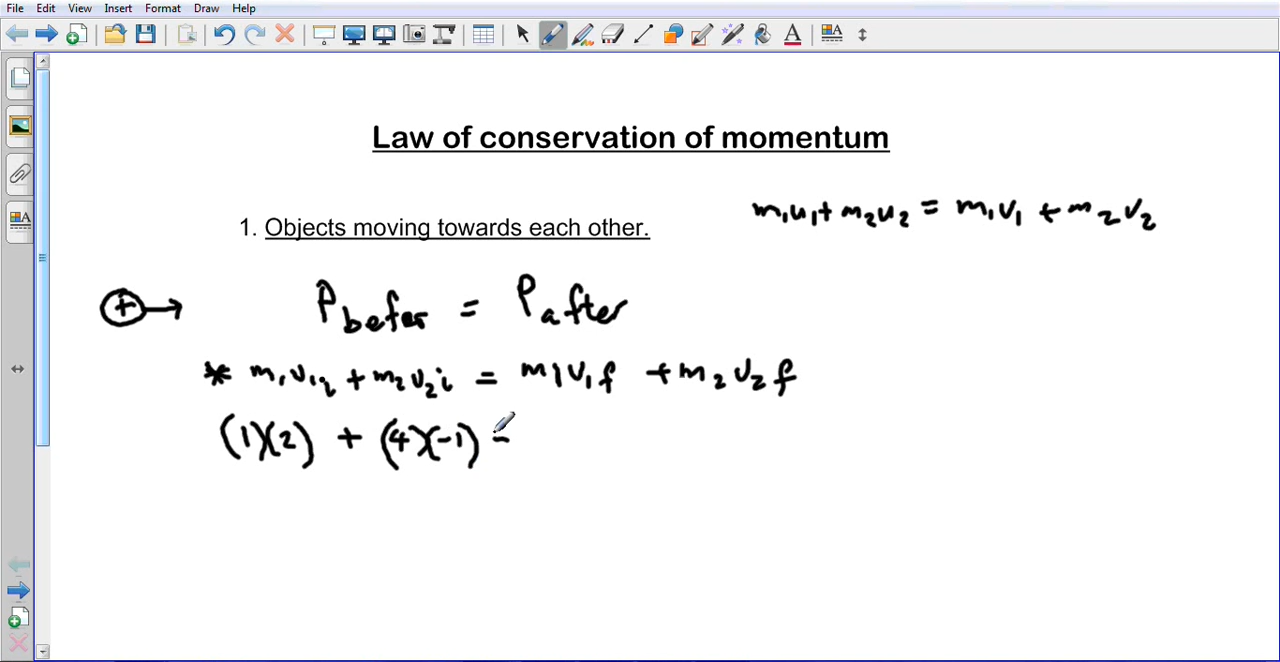 File Edit View Insert Format Draw Help
Law of conservation of momentum
1. Objects moving towards each other.
m₁u₁ + m₂u₂ = m₁v₁ + m₂v₂
+ →
P befor = P after
* m₁v₁i + m₂v₂i = m1v₁f + m₂v₂f
(1)(2) + (4)(-1) =